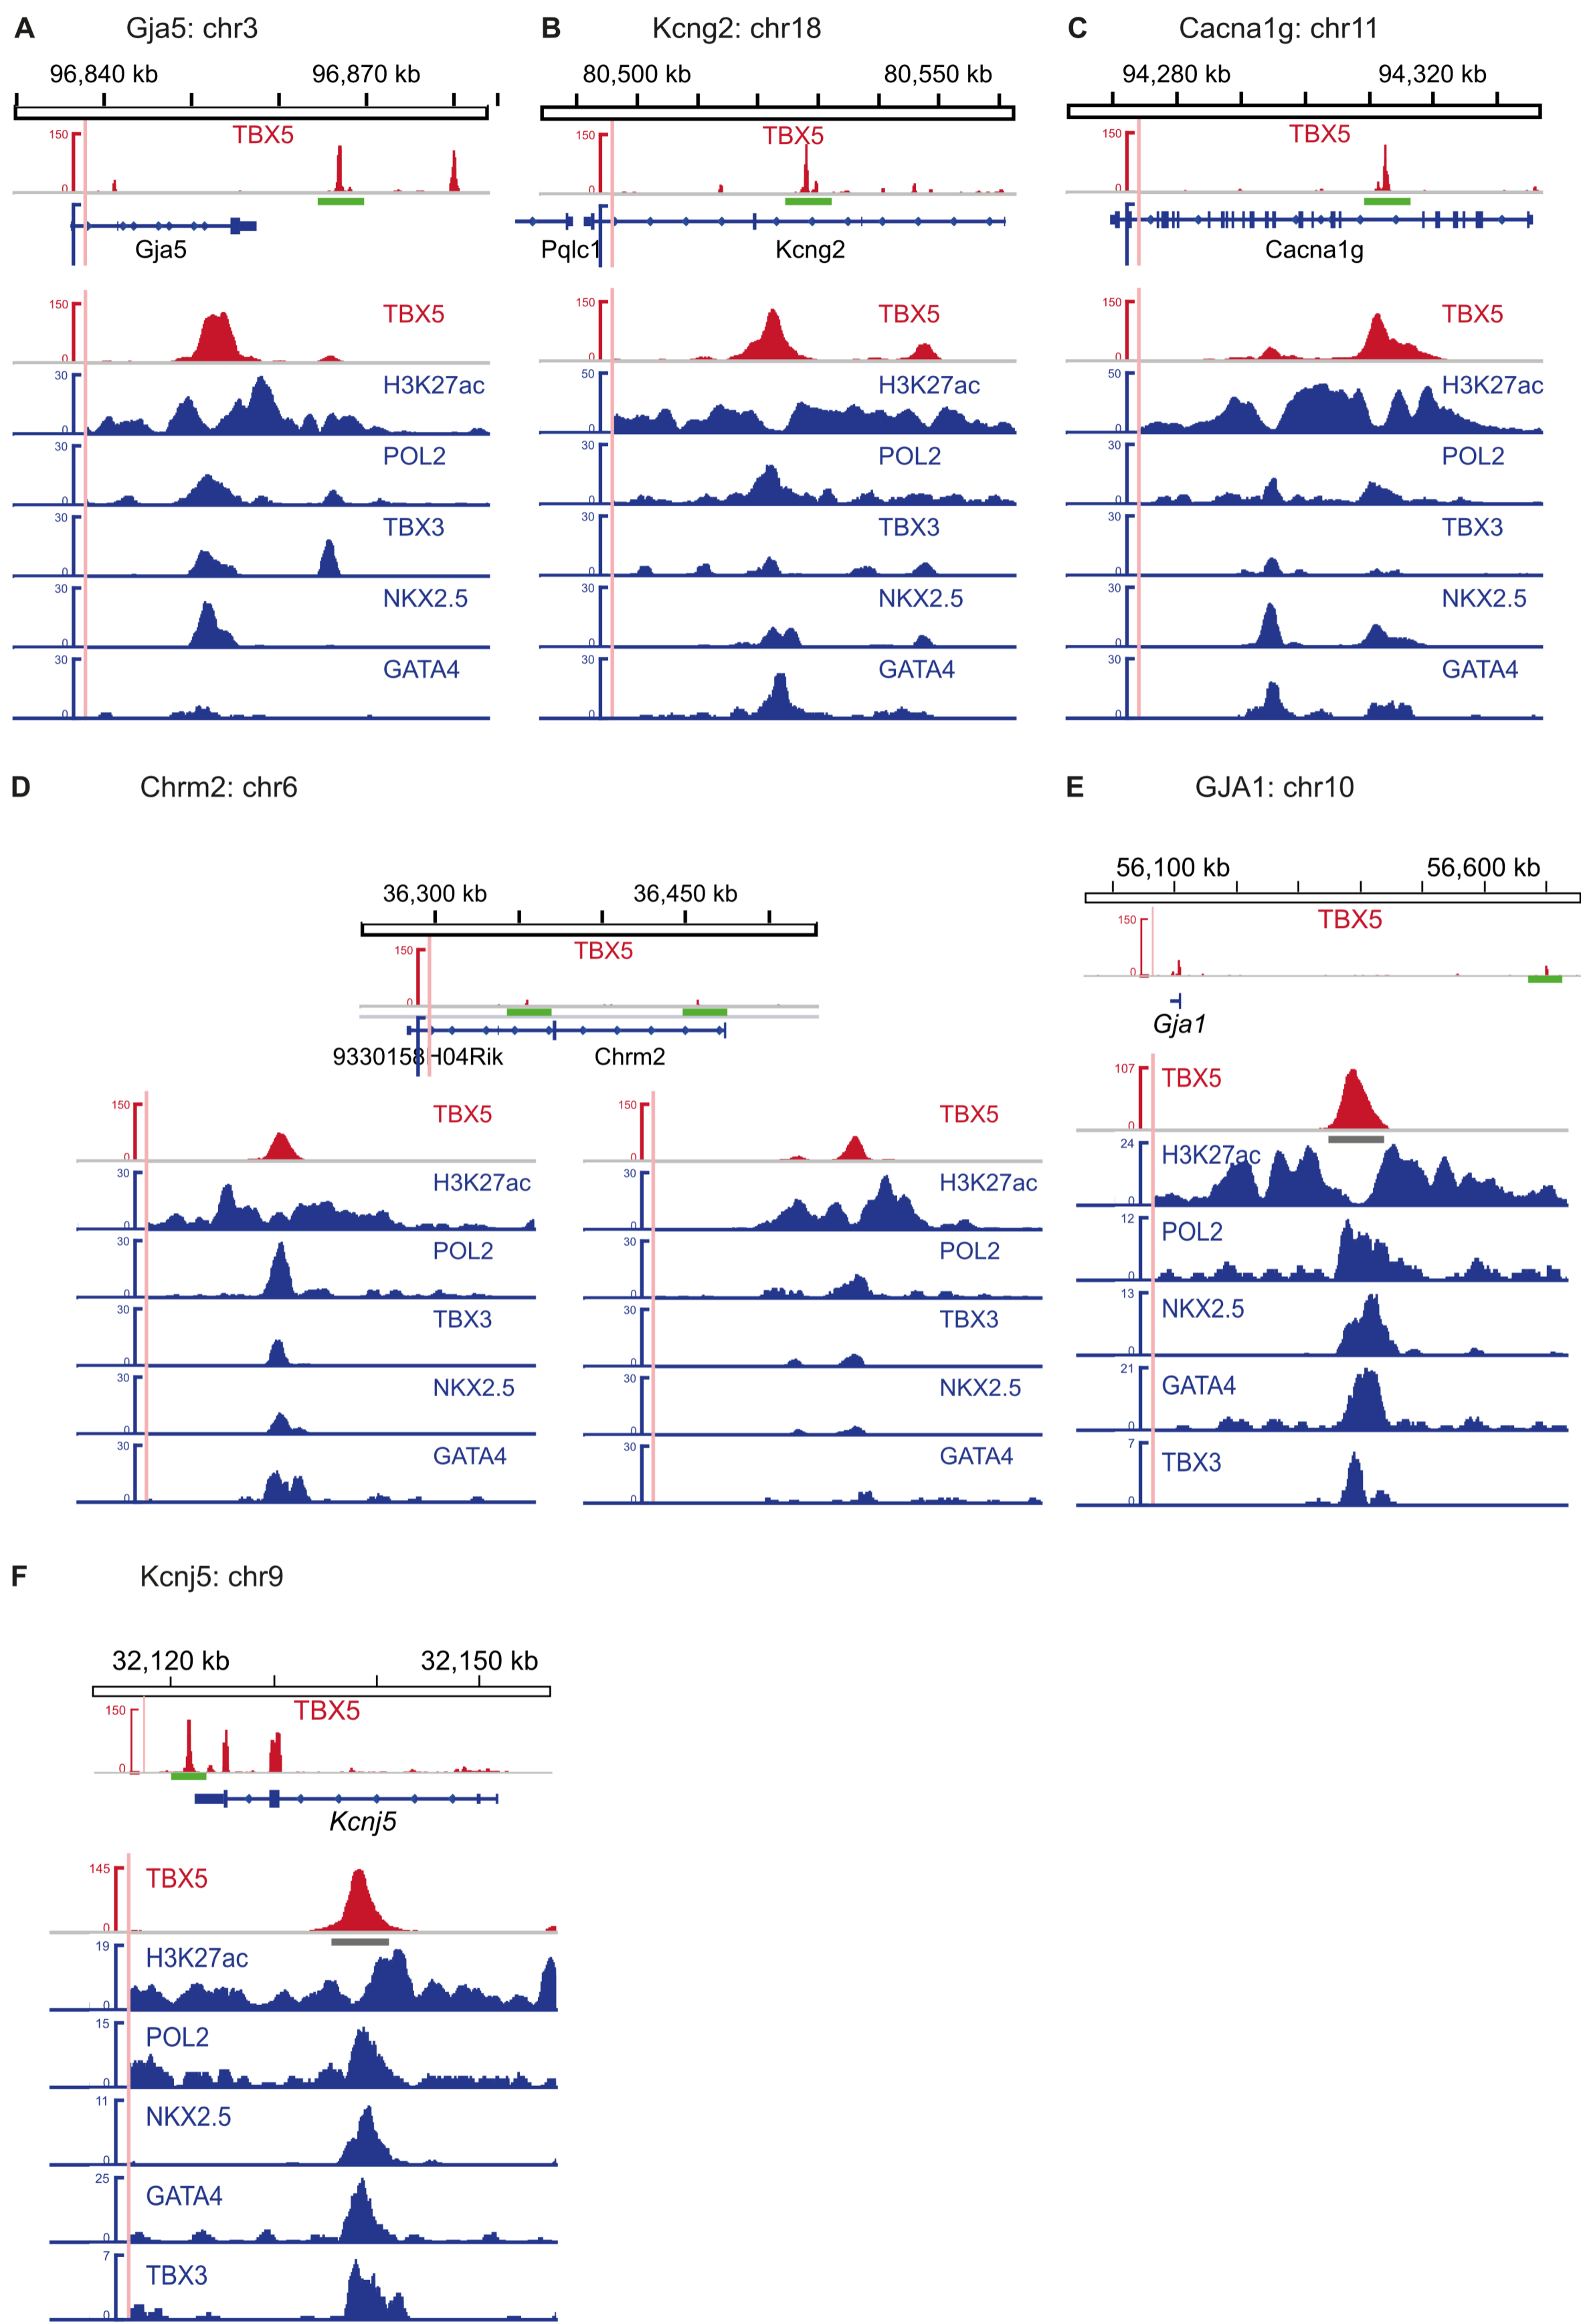 A Gja5: chr3
96,840 kb 96,870 kb
150
TBX5
0
Gja5
150
TBX5
0
30
H3K27ac
0
30
POL2
0
30
TBX3
0
30
NKX2.5
0
30
GATA4
0
B Kcng2: chr18
80,500 kb 80,550 kb
150
TBX5
0
Pqlc1 Kcng2
150
TBX5
0
50
H3K27ac
0
30
POL2
0
30
TBX3
0
30
NKX2.5
0
30
GATA4
0
C Cacna1g: chr11
94,280 kb 94,320 kb
150
TBX5
0
Cacna1g
150
TBX5
0
50
H3K27ac
0
30
POL2
0
30
TBX3
0
30
NKX2.5
0
30
GATA4
0
D Chrm2: chr6
36,300 kb 36,450 kb
150
TBX5
0
9330158H04Rik Chrm2
150
TBX5
0
30
H3K27ac
0
30
POL2
0
30
TBX3
0
30
NKX2.5
0
30
GATA4
0
150
TBX5
0
30
H3K27ac
0
30
POL2
0
30
TBX3
0
30
NKX2.5
0
30
GATA4
0
E GJA1: chr10
56,100 kb 56,600 kb
150
TBX5
0
Gja1
107
TBX5
0
24
H3K27ac
0
12
POL2
0
13
NKX2.5
0
21
GATA4
0
7
TBX3
0
F Kcnj5: chr9
32,120 kb 32,150 kb
150
TBX5
0
Kcnj5
145
TBX5
0
19
H3K27ac
0
15
POL2
0
11
NKX2.5
0
25
GATA4
0
7
TBX3
0